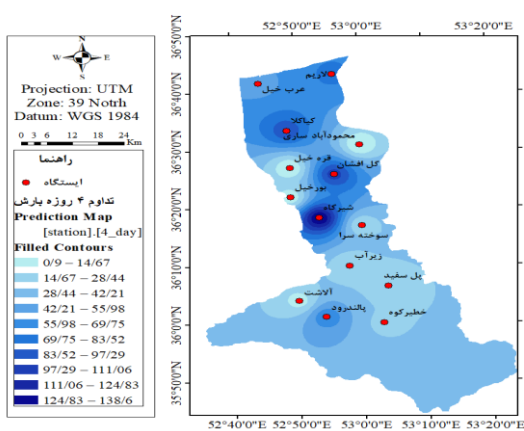 52°50'0"E 53°0'0"E 53°20'0"E
N
W
E
S
Projection: UTM
Zone: 39 Notrh
Datum: WGS 1984
0 3 6 12 18 24
Km
راهنما
ایستگاه
تداوم ۴ روزه بارش
Prediction Map
[station].[4_day]
Filled Contours
0/9 – 14/67
14/67 – 28/44
28/44 – 42/21
42/21 – 55/98
55/98 – 69/75
69/75 – 83/52
83/52 – 97/29
97/29 – 111/06
111/06 – 124/83
124/83 – 138/6
36°50'0"N
36°40'0"N
36°30'0"N
36°20'0"N
36°10'0"N
36°0'0"N
35°50'0"N
لاریم
عرب خیل
کیاکلا
محمودآباد ساری
قره خیل
گل افشان
بورخیل
شیرگاه
سوخته سرا
زیرآب
پل سفید
آلاشت
پالندرود
خطیرکوه
52°40'0"E 52°50'0"E 53°0'0"E 53°20'0"E